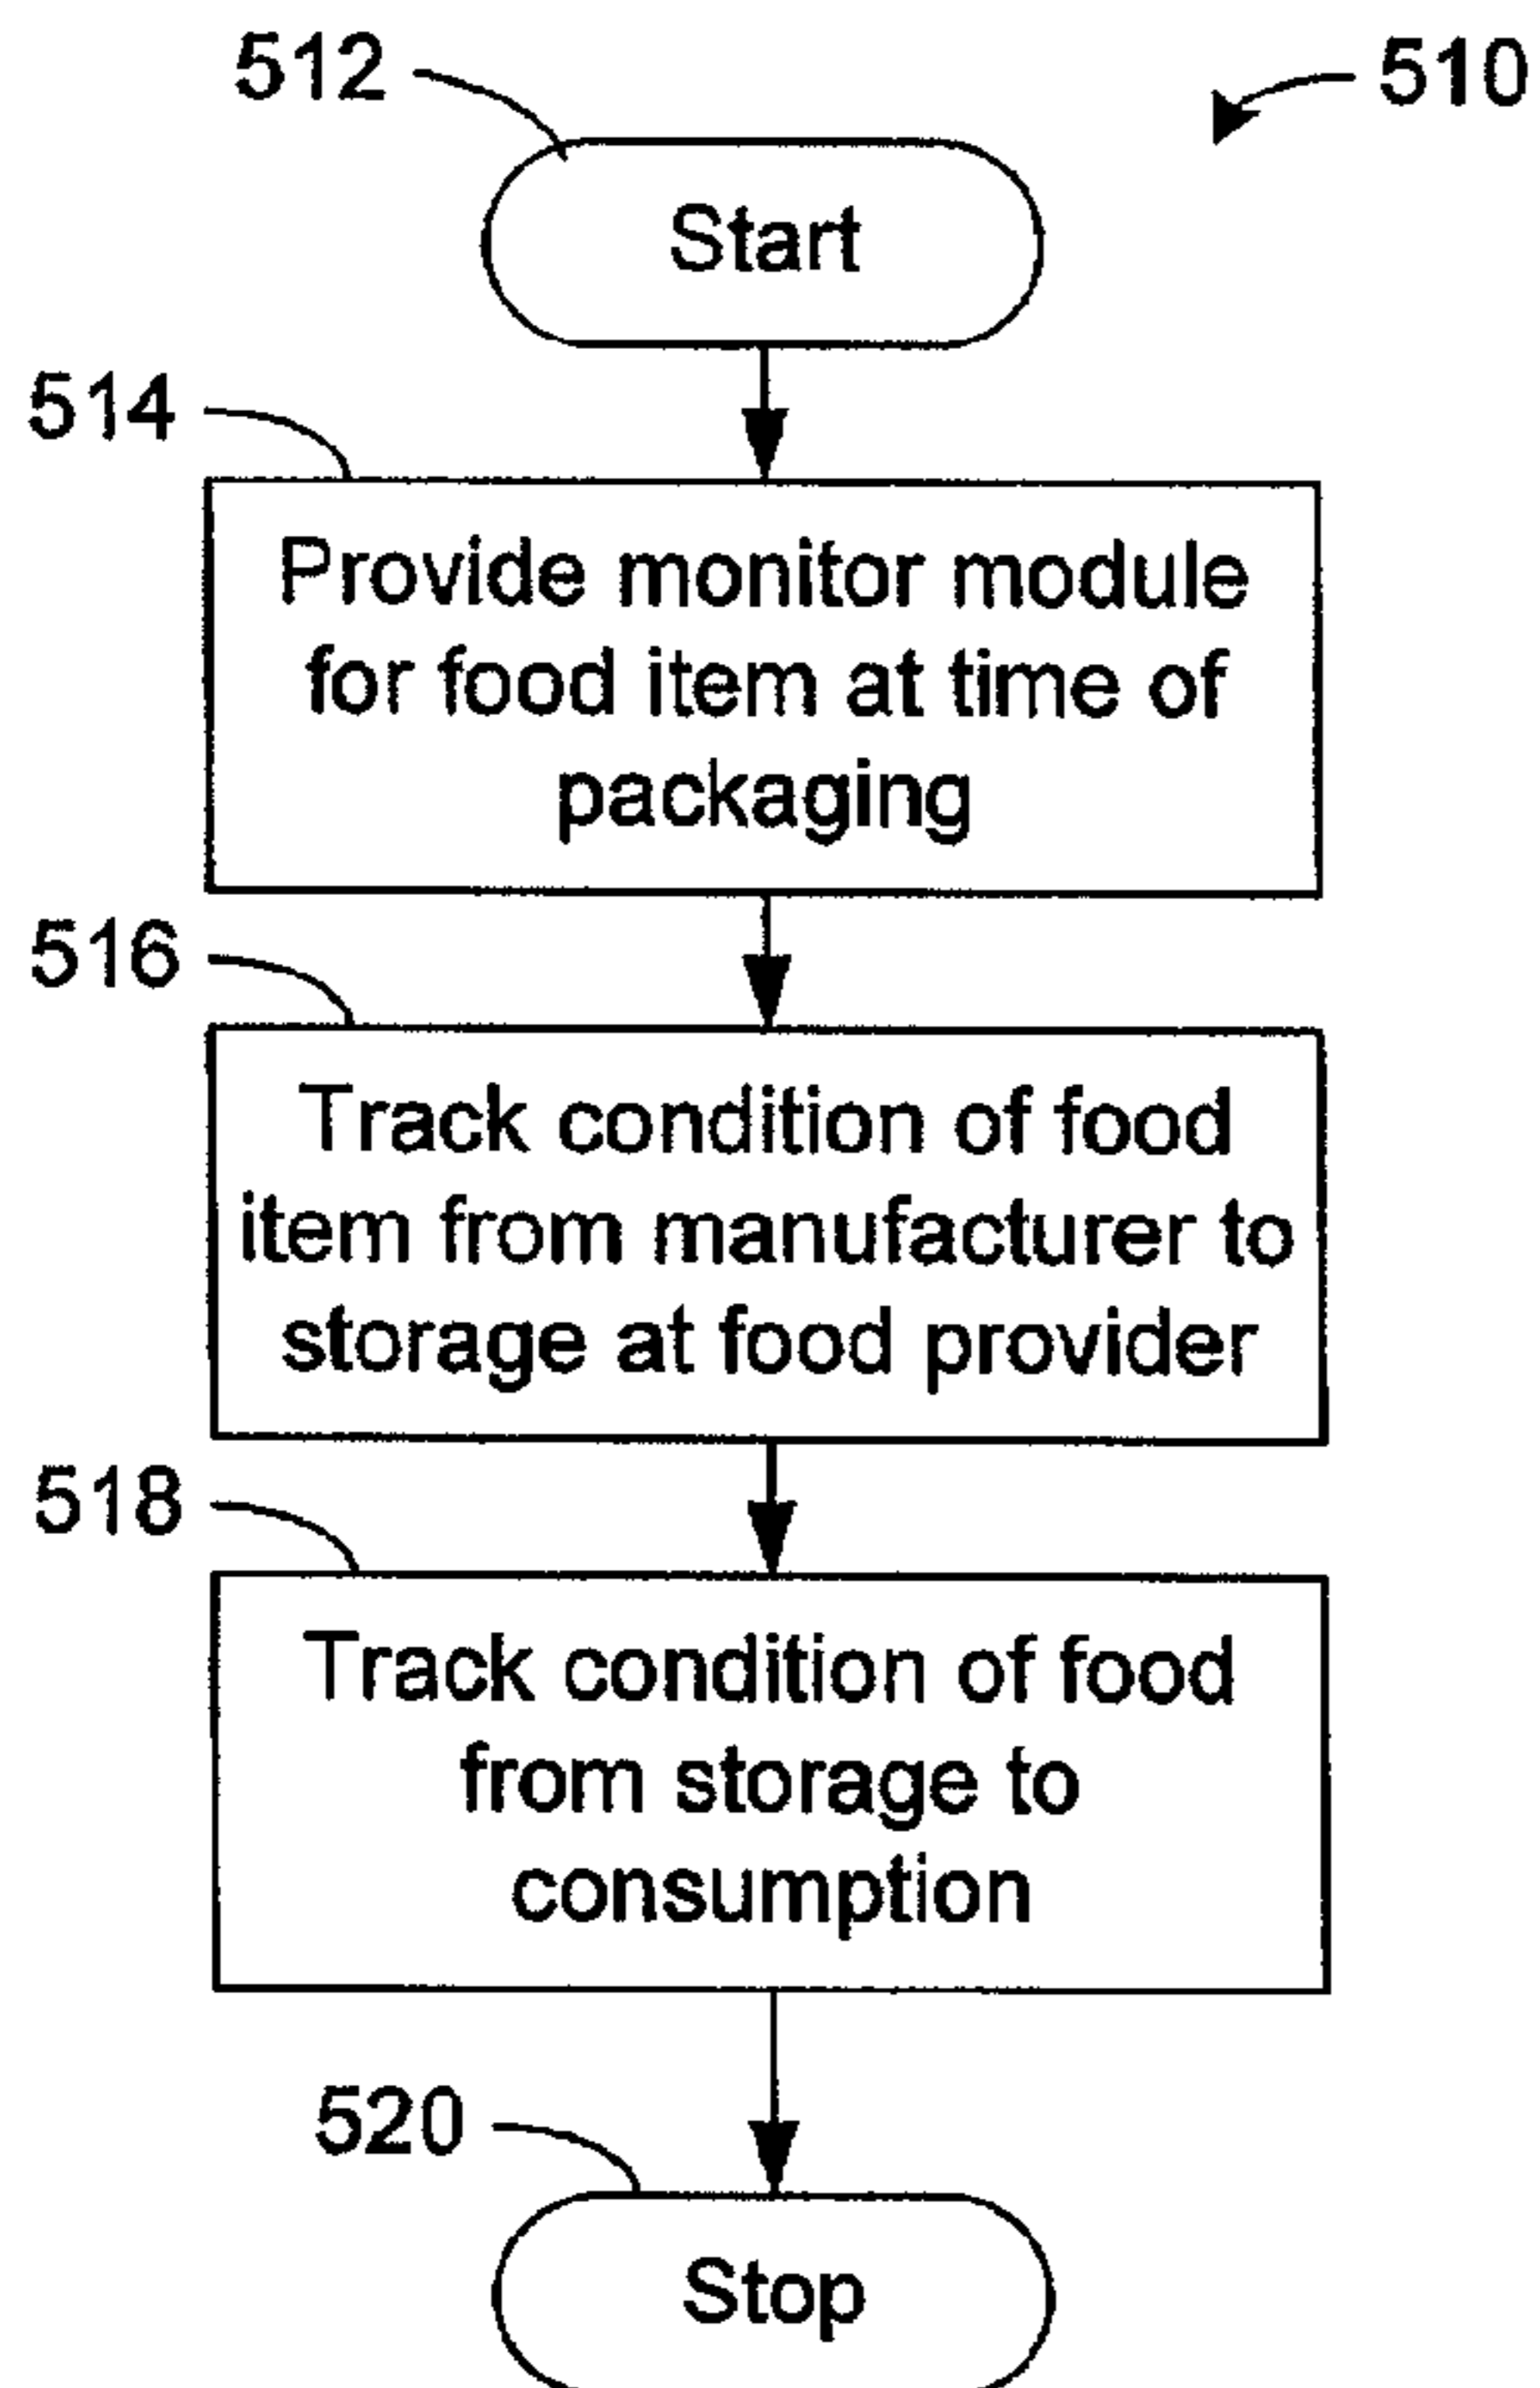 512
510
Start
514
Provide monitor module
for food item at time of
packaging
516
Track condition of food
item from manufacturer to
storage at food provider
518
Track condition of food
from storage to
consumption
520
Stop